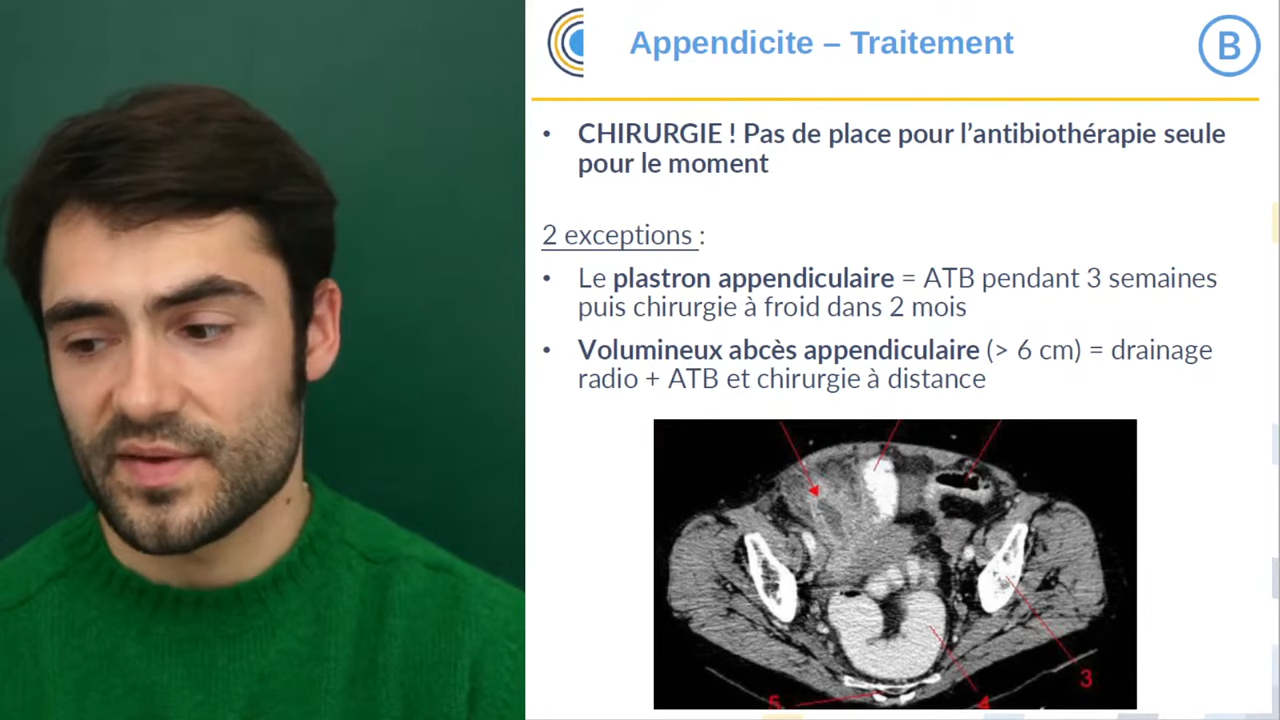 Appendicite – Traitement
B
• CHIRURGIE ! Pas de place pour l’antibiothérapie seule
pour le moment
2 exceptions :
• Le plastron appendiculaire = ATB pendant 3 semaines
puis chirurgie à froid dans 2 mois
• Volumineux abcès appendiculaire (> 6 cm) = drainage
radio + ATB et chirurgie à distance
3
4
5